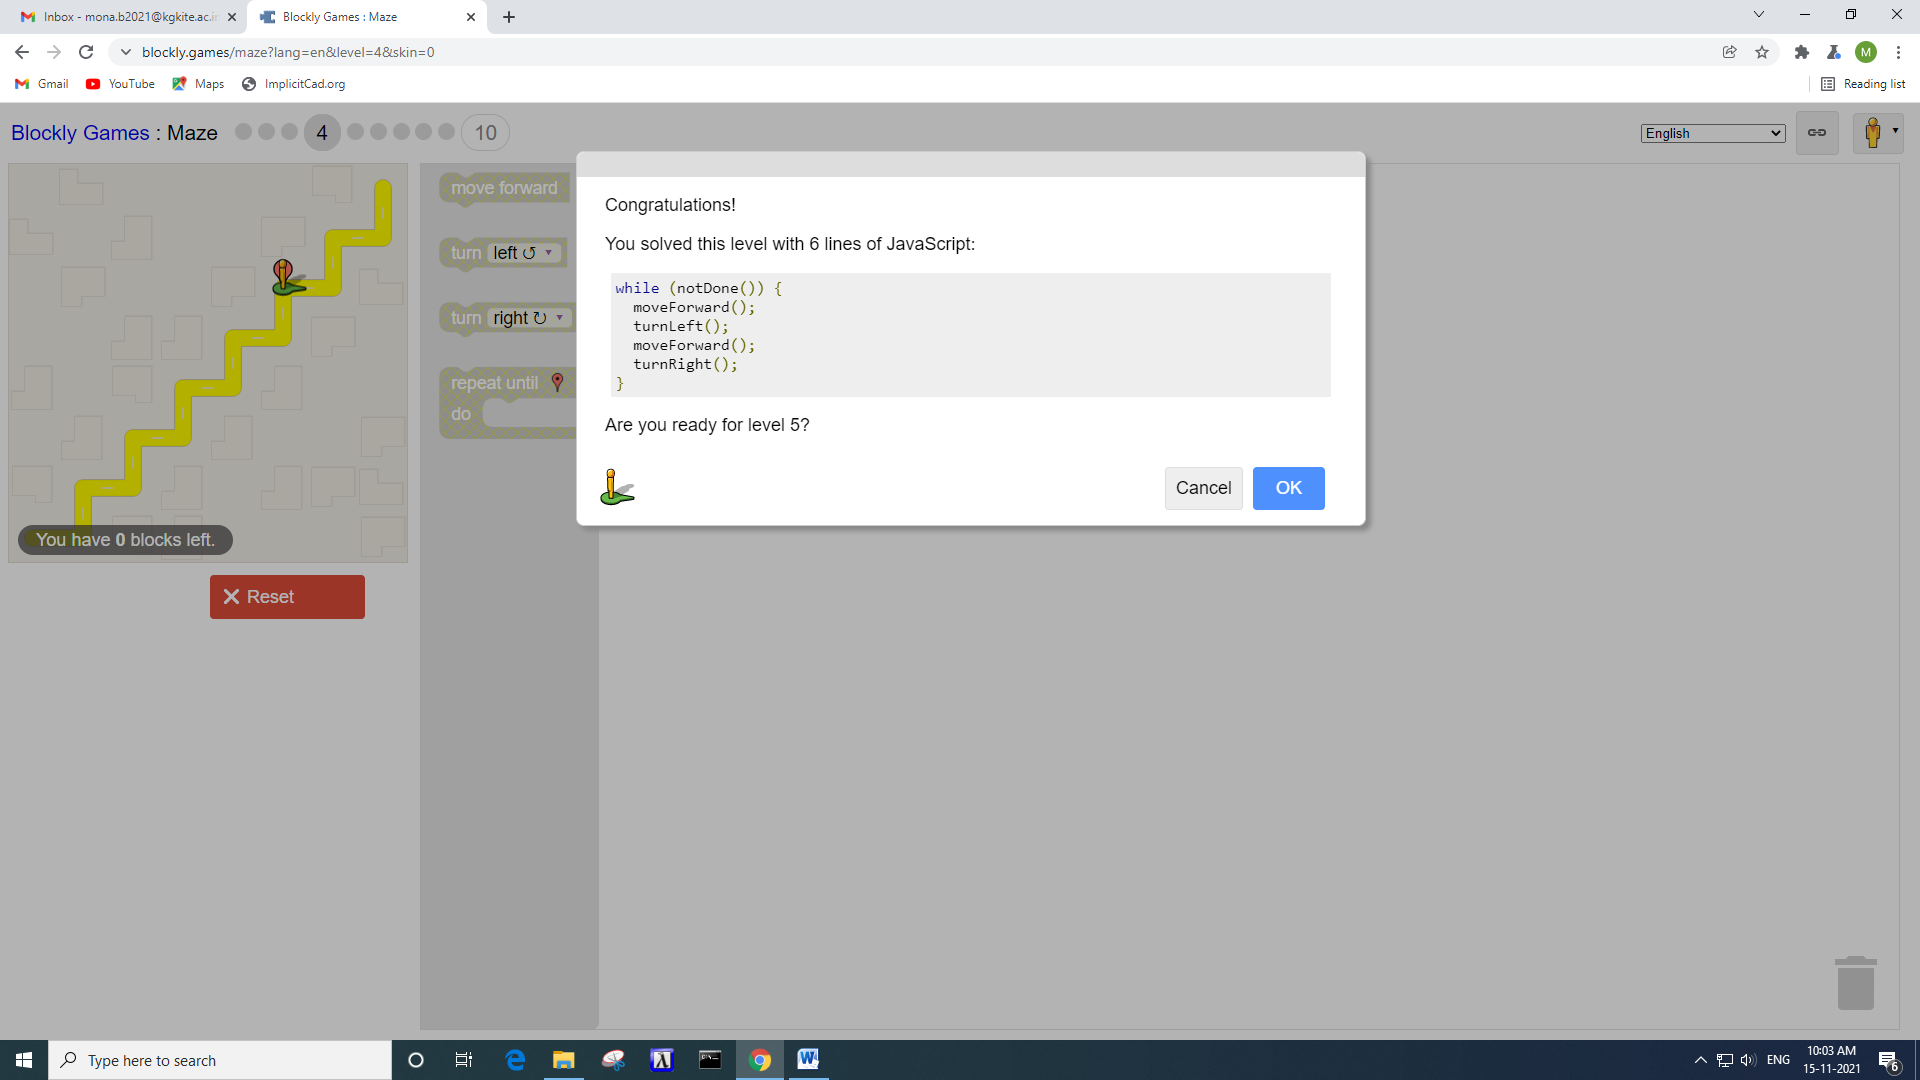 Inbox - mona.b2021@kgkite.ac.in
Blockly Games : Maze
blockly.games/maze?lang=en&level=4&skin=0
M
Gmail
YouTube
Maps
ImplicitCad.org
Reading list
Blockly Games : Maze
4
10
English
move forward
turn left ↺
turn right ↻
repeat until
do
You have 0 blocks left.
Reset
Congratulations!
You solved this level with 6 lines of JavaScript:
while (notDone()) {
moveForward();
turnLeft();
moveForward();
turnRight();
}
Are you ready for level 5?
Cancel
OK
Type here to search
ENG
10:03 AM
15-11-2021
6